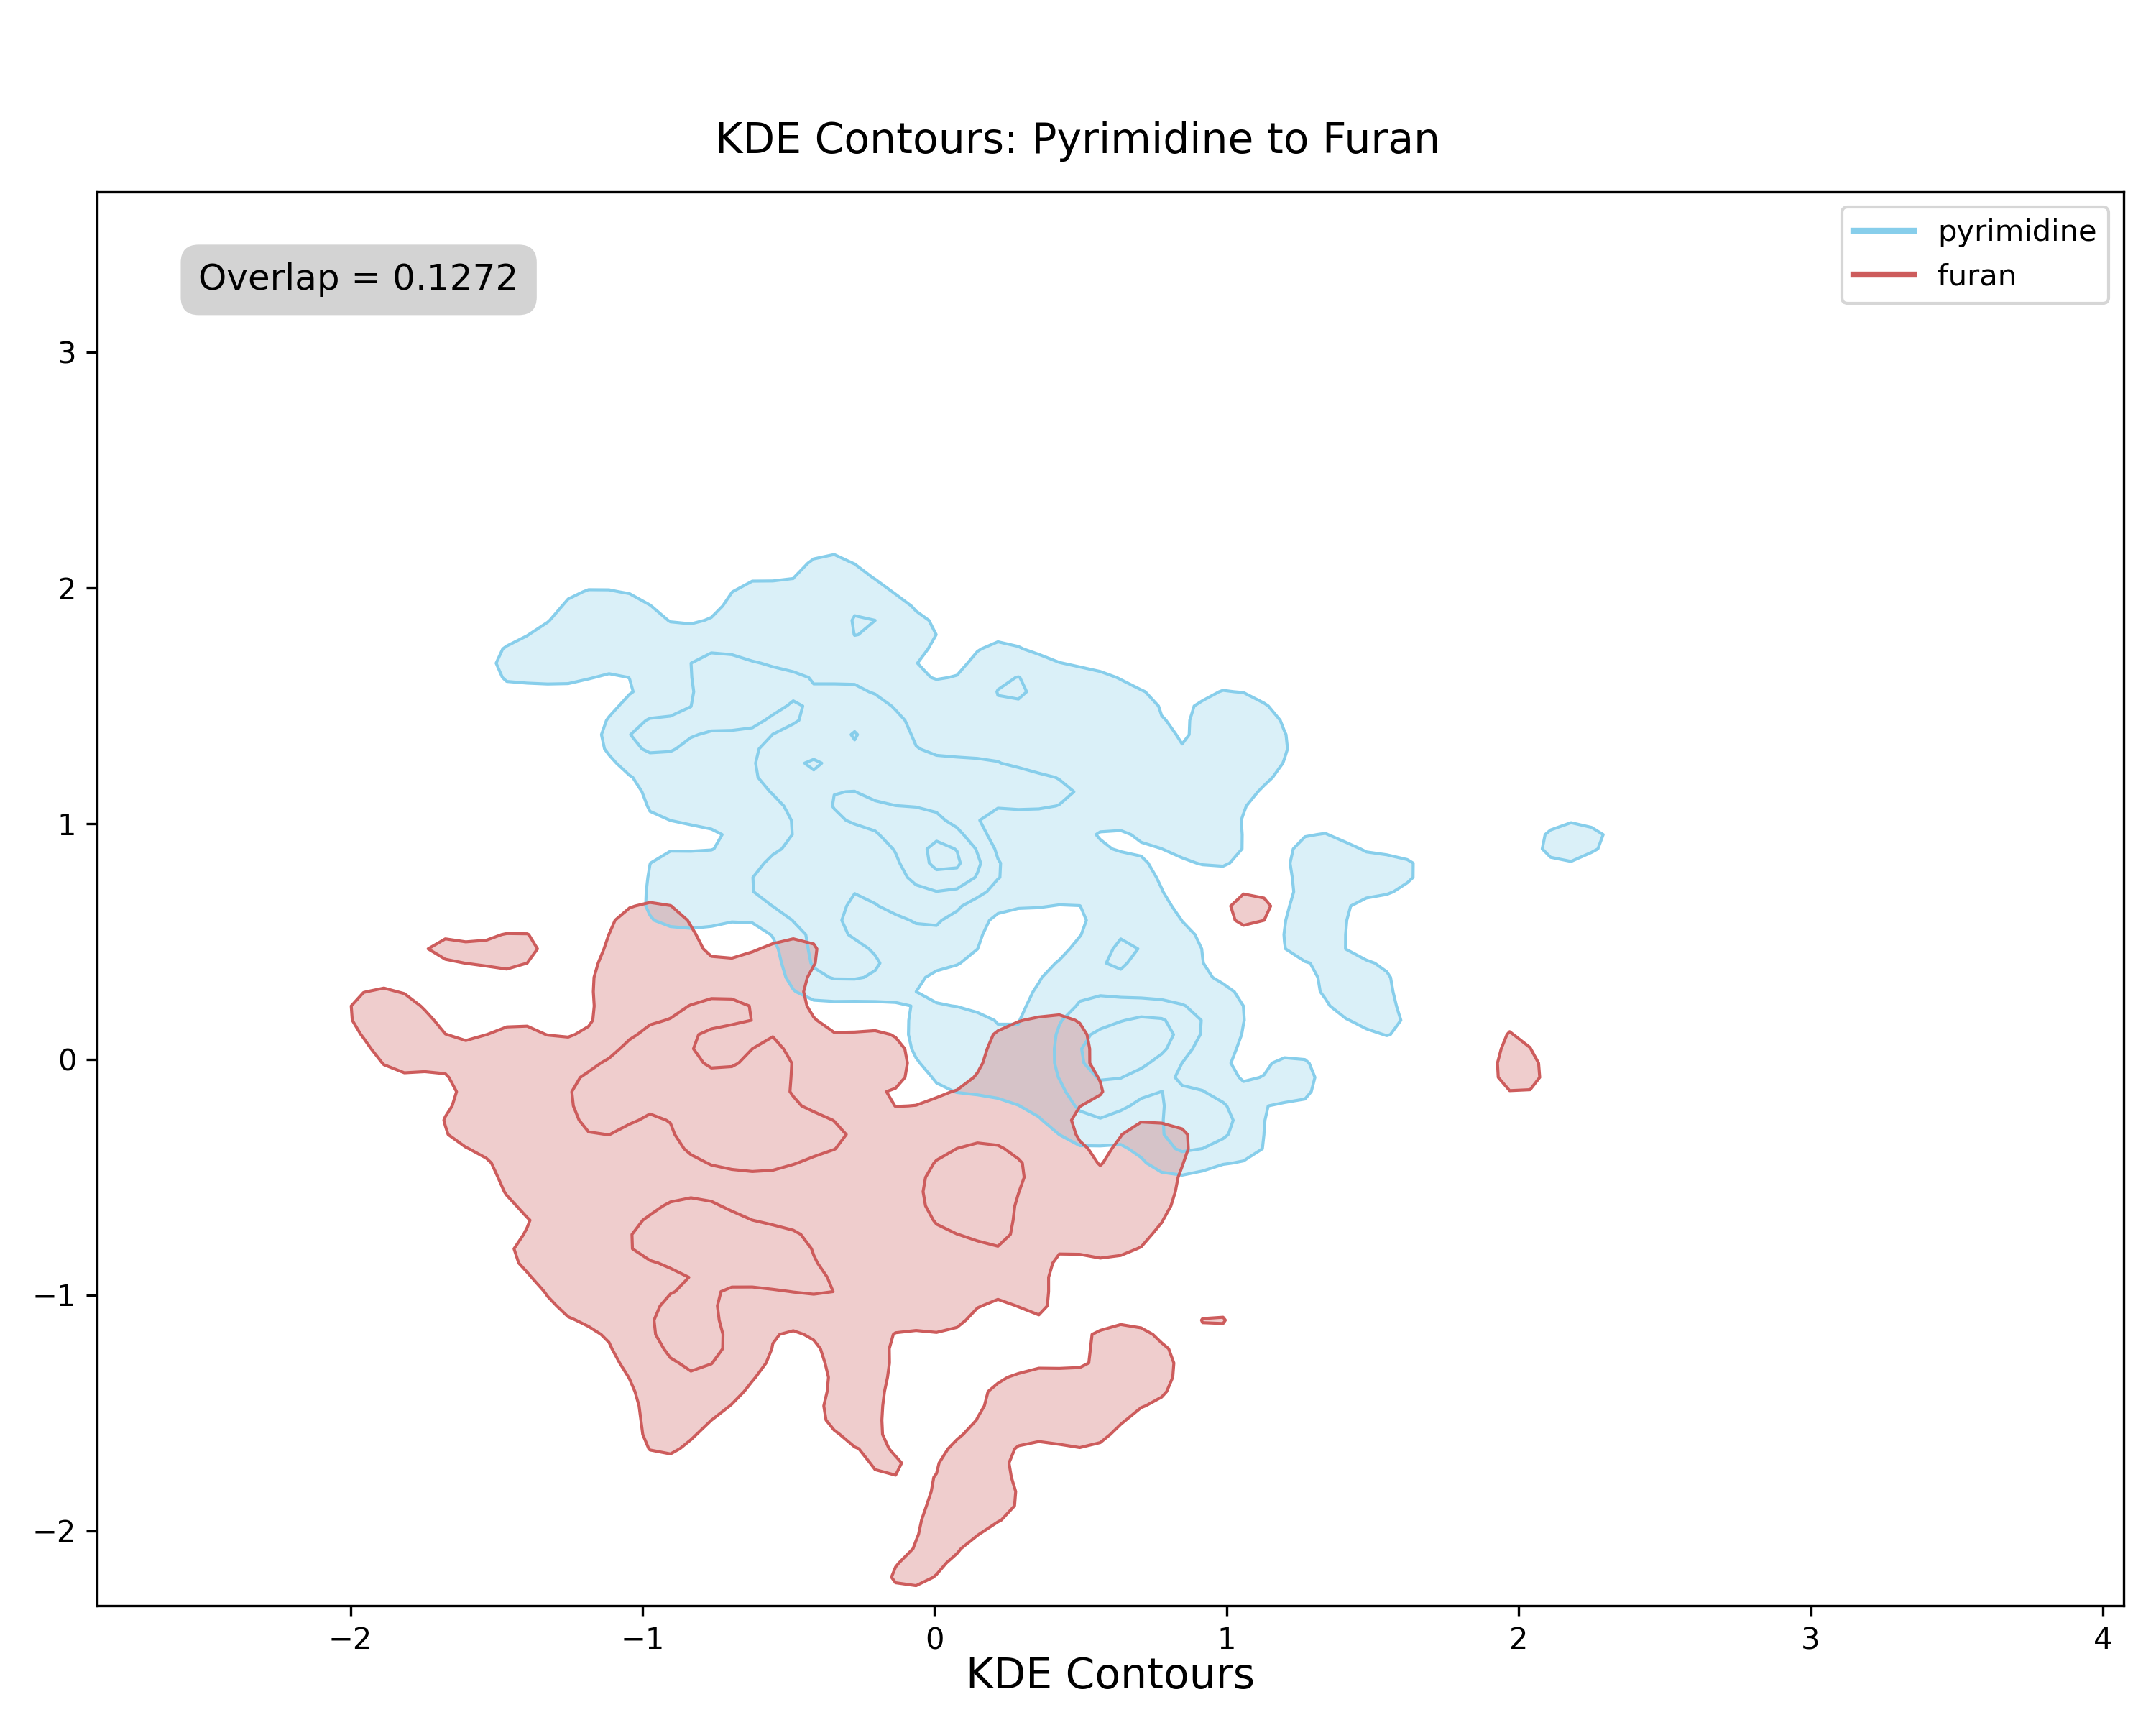 KDE Contours: Pyrimidine to Furan
Overlap = 0.1272
pyrimidine
furan
3
2
1
0
−1
−2
−2 −1 0 1 2 3 4
KDE Contours